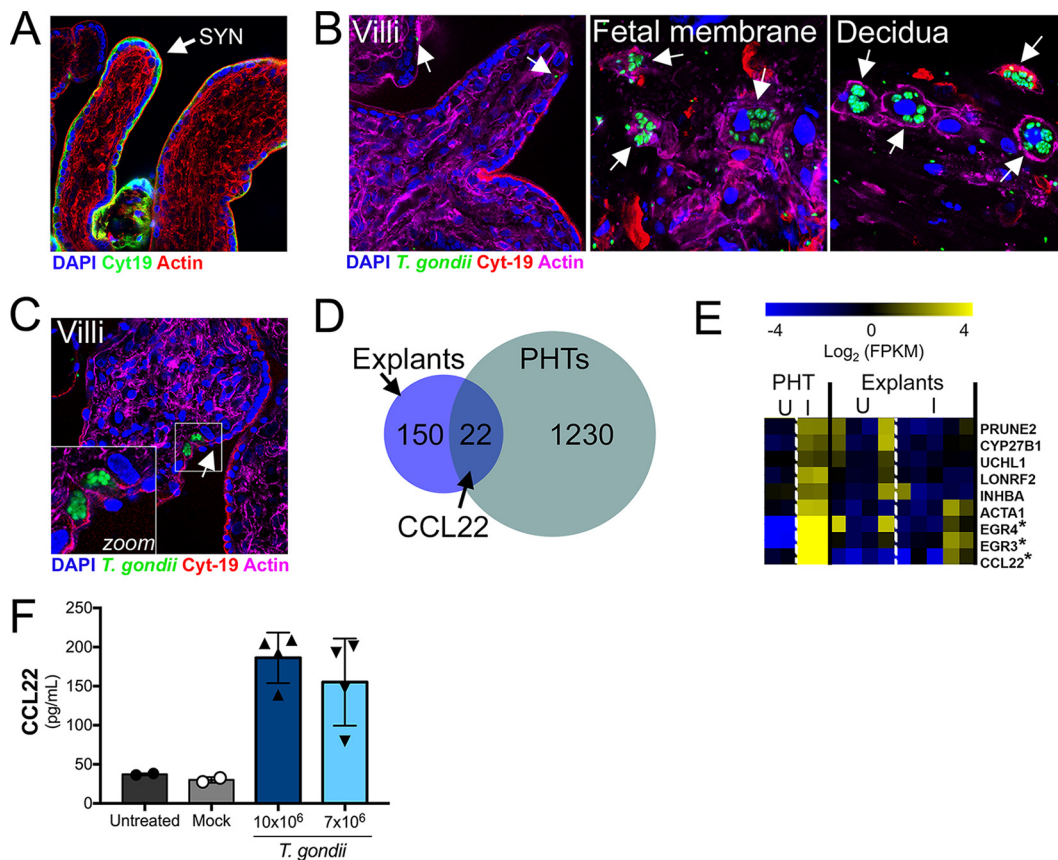 A
SYN
DAPI Cyt19 Actin
B
Villi
Fetal membrane
Decidua
DAPI T. gondii Cyt-19 Actin
C
Villi
zoom
DAPI T. gondii Cyt-19 Actin
D
Explants
PHTs
150
22
1230
CCL22
E
-4 0 4
Log2 (FPKM)
PHT Explants
U I U I
PRUNE2
CYP27B1
UCHL1
LONRF2
INHBA
ACTA1
EGR4*
EGR3*
CCL22*
F
CCL22
(pg/mL)
250
200
150
100
50
0
Untreated
Mock
10x10⁶
7x10⁶
T. gondii